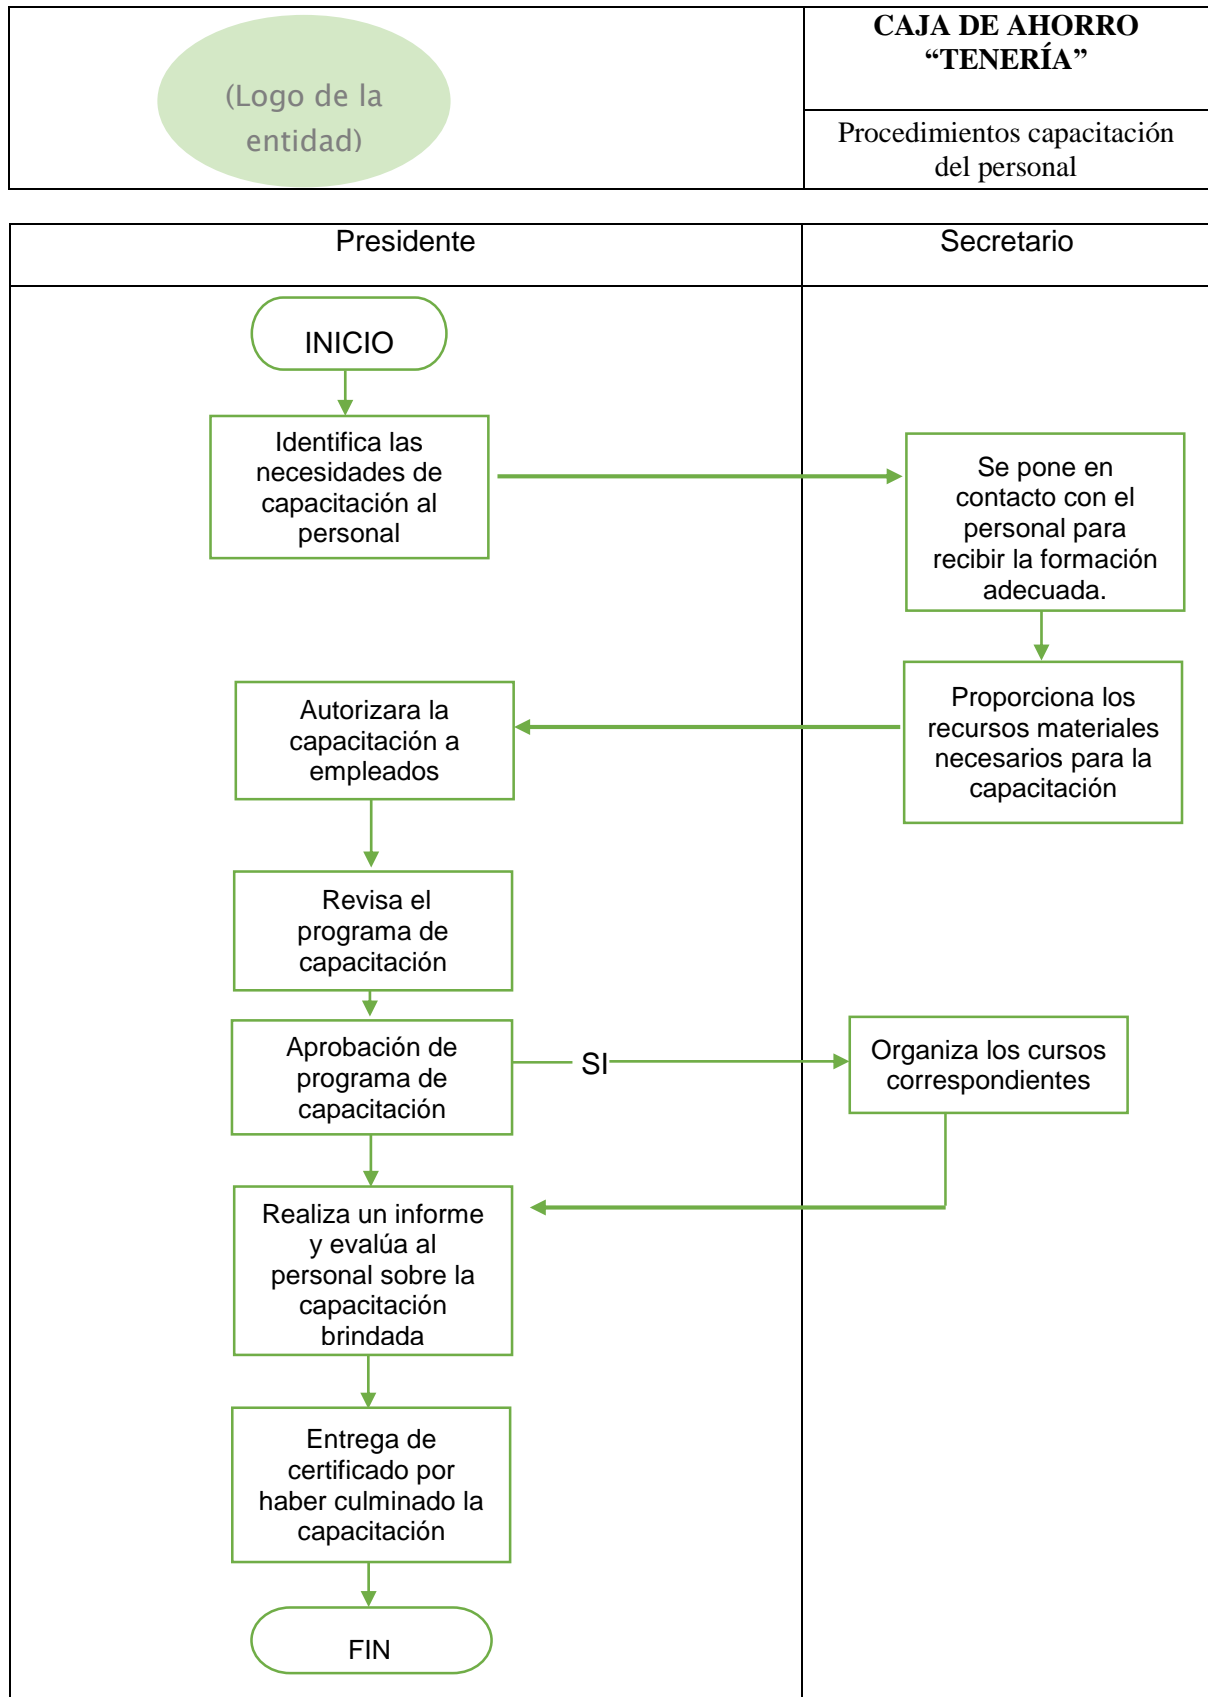 (Logo de la
entidad)
CAJA DE AHORRO
“TENERÍA”
Procedimientos capacitación
del personal
Presidente
Secretario
INICIO
Identifica las
necesidades de
capacitación al
personal
Se pone en
contacto con el
personal para
recibir la formación
adecuada.
Proporciona los
recursos materiales
necesarios para la
capacitación
Autorizara la
capacitación a
empleados
Revisa el
programa de
capacitación
Aprobación de
programa de
capacitación
SI
Organiza los cursos
correspondientes
Realiza un informe
y evalúa al
personal sobre la
capacitación
brindada
Entrega de
certificado por
haber culminado la
capacitación
FIN